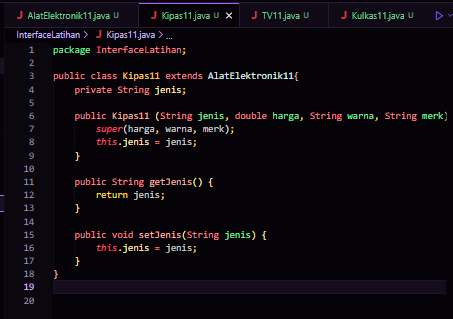 J AlatElektronik11.java U J Kipas11.java U × J TV11.java U J Kulkas11.java U
InterfaceLatihan > J Kipas11.java > ...
1 package InterfaceLatihan;
2
3 public class Kipas11 extends AlatElektronik11{
4 private String jenis;
5
6 public Kipas11 (String jenis, double harga, String warna, String merk)
7 super(harga, warna, merk);
8 this.jenis = jenis;
9 }
10
11 public String getJenis() {
12 return jenis;
13 }
14
15 public void setJenis(String jenis) {
16 this.jenis = jenis;
17 }
18 }
19
20